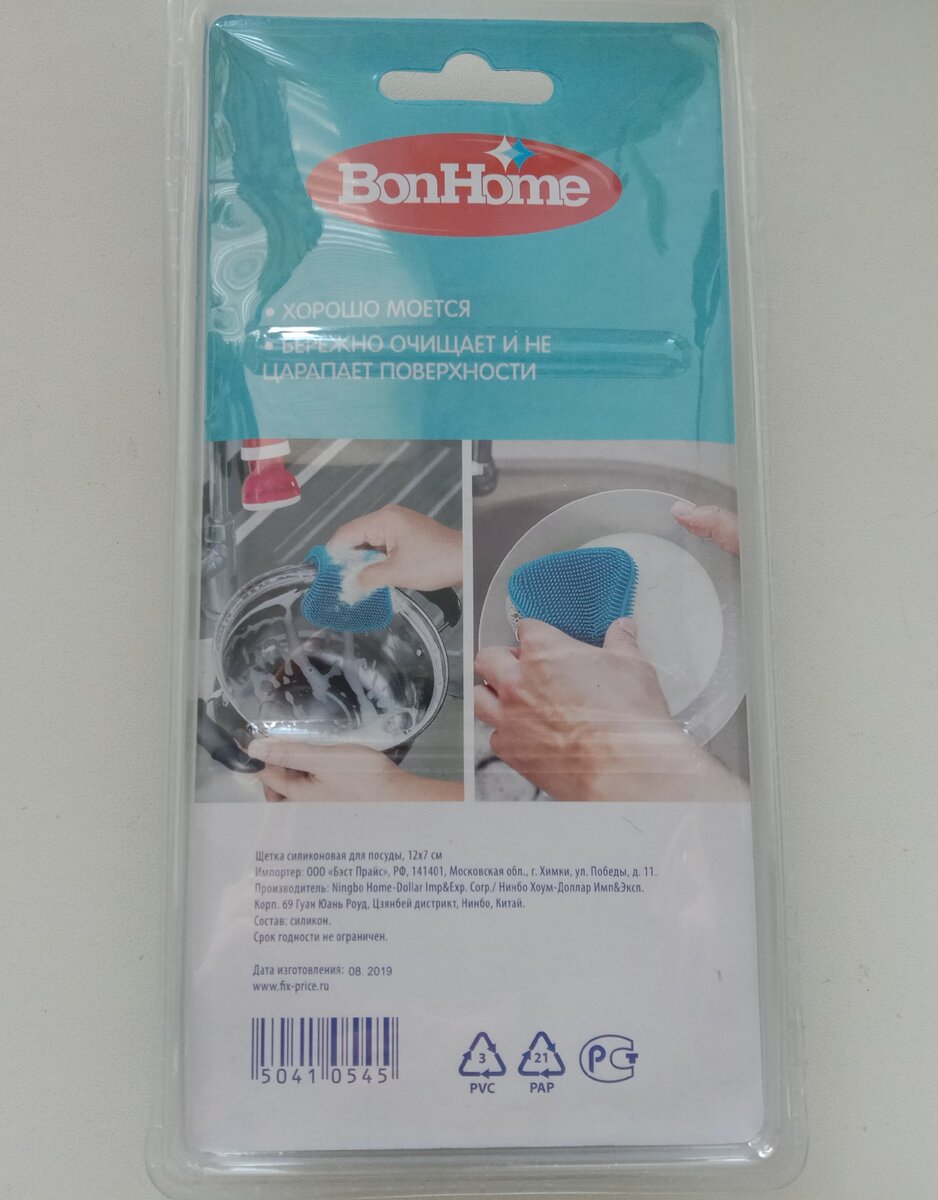 BonHome
• ХОРОШО МОЕТСЯ
• БЕРЕЖНО ОЧИЩАЕТ И НЕ
ЦАРАПАЕТ ПОВЕРХНОСТИ
Щетка силиконовая для посуды, 12x7 см
Импортер: ООО «Бэст Прайс», РФ, 141401, Московская обл., г. Химки, ул. Победы, д. 11.
Производитель: Ningbo Home-Dollar Imp&Exp. Corp./ Нинбо Хоум-Доллар Имп&Эксп.
Корп. 69 Гуан Юань Роуд, Цзянбей дистрикт, Нинбо, Китай.
Состав: силикон.
Срок годности не ограничен.
Дата изготовления: 08. 2019
www.fix-price.ru
1
5041 0545
3
PVC
21
PAP
РСТ